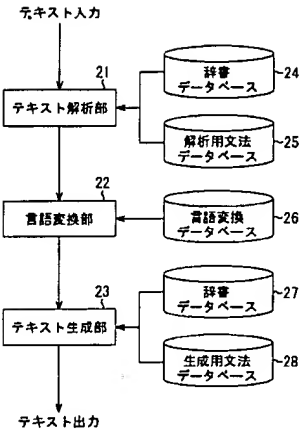 テキスト入力
21
テキスト解析部
辞書
データベース
24
解析用文法
データベース
25
22
言語変換部
言語変換
データベース
26
23
テキスト生成部
辞書
データベース
27
生成用文法
データベース
28
テキスト出力